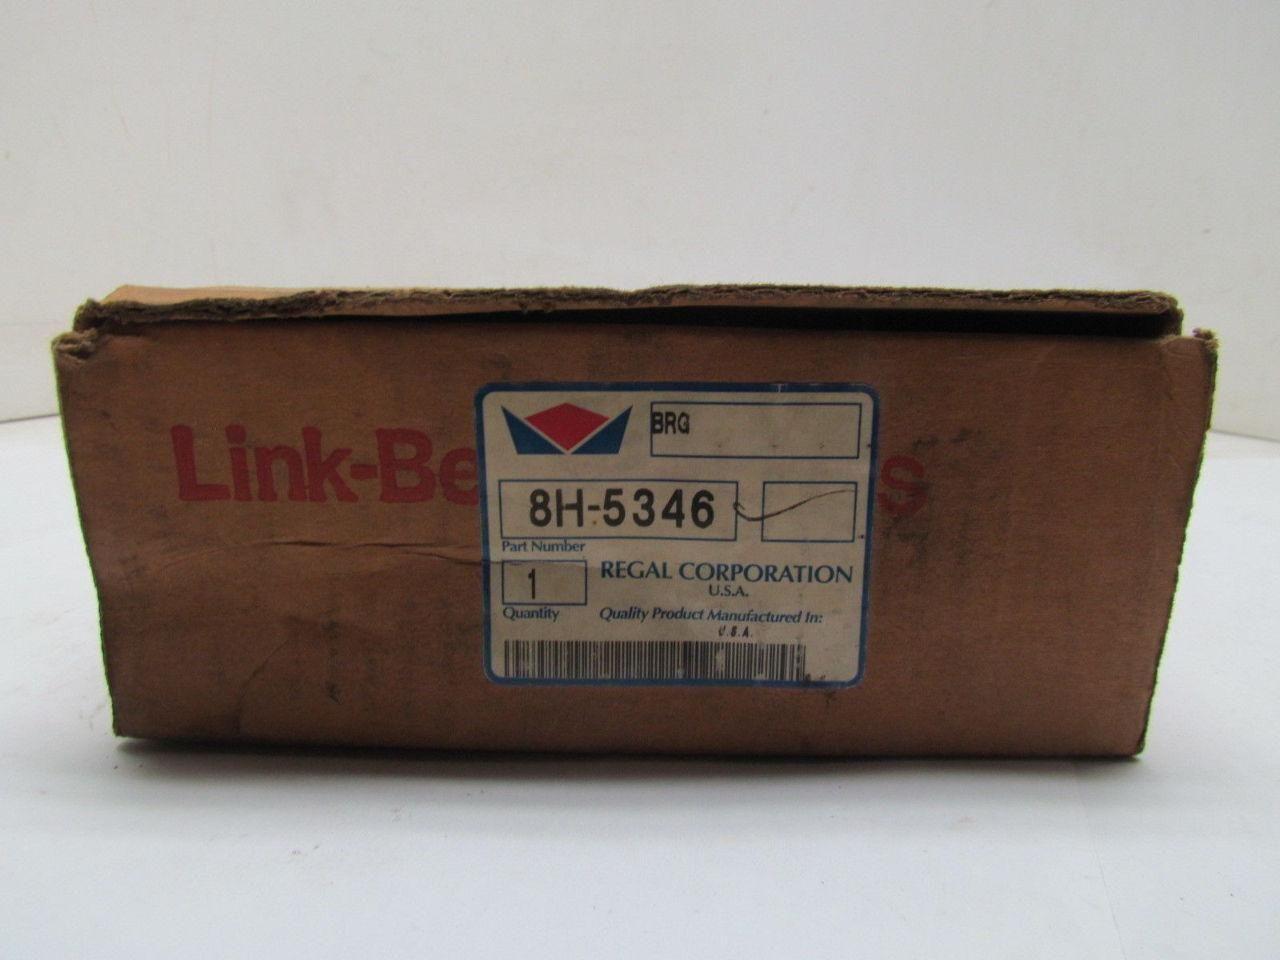 BRG
Link-Be s
8H-5346
Part Number
1
REGAL CORPORATION
U.S.A.
Quantity
Quality Product Manufactured In:
U.S.A.